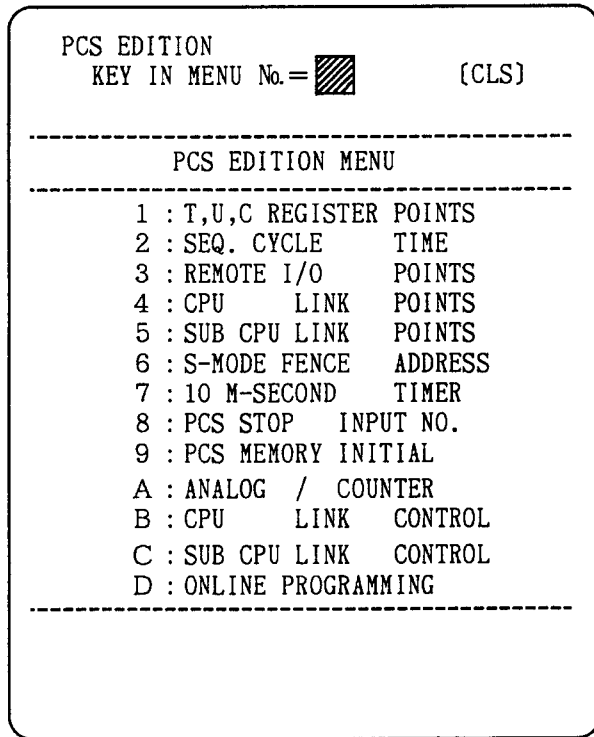 PCS EDITION
KEY IN MENU No.= [CLS]
PCS EDITION MENU
1 : T,U,C REGISTER POINTS
2 : SEQ. CYCLE TIME
3 : REMOTE I/O POINTS
4 : CPU LINK POINTS
5 : SUB CPU LINK POINTS
6 : S-MODE FENCE ADDRESS
7 : 10 M-SECOND TIMER
8 : PCS STOP INPUT NO.
9 : PCS MEMORY INITIAL
A : ANALOG / COUNTER
B : CPU LINK CONTROL
C : SUB CPU LINK CONTROL
D : ONLINE PROGRAMMING